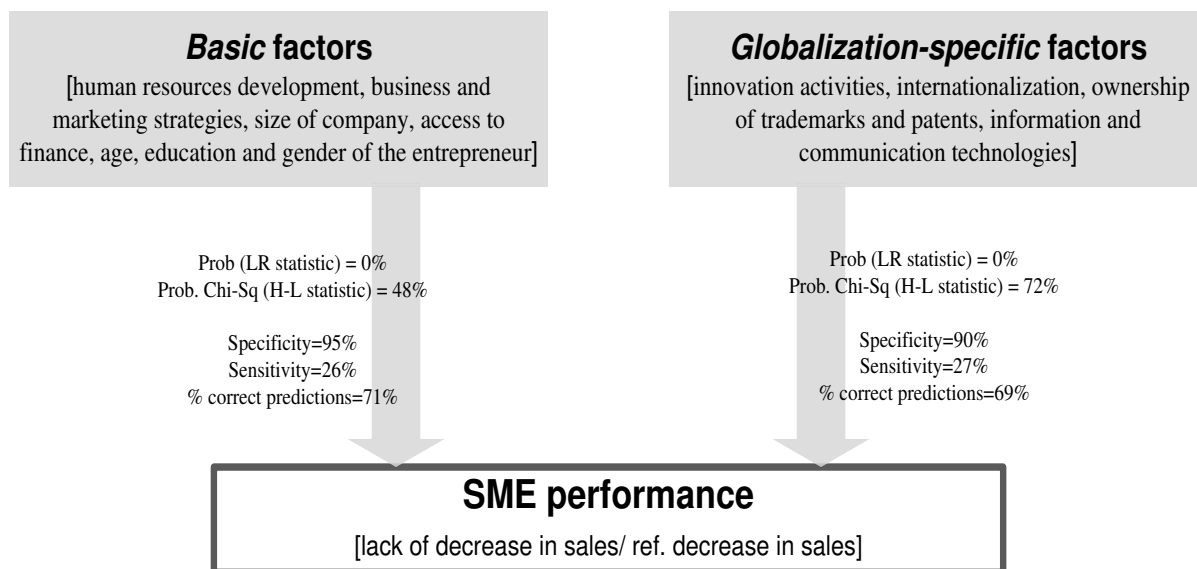 Basic factors
[human resources development, business and
marketing strategies, size of company, access to
finance, age, education and gender of the entrepreneur]
Globalization-specific factors
[innovation activities, internationalization, ownership
of trademarks and patents, information and
communication technologies]
Prob (LR statistic) = 0%
Prob. Chi-Sq (H-L statistic) = 48%
Specificity=95%
Sensitivity=26%
% correct predictions=71%
Prob (LR statistic) = 0%
Prob. Chi-Sq (H-L statistic) = 72%
Specificity=90%
Sensitivity=27%
% correct predictions=69%
SME performance
[lack of decrease in sales/ ref. decrease in sales]